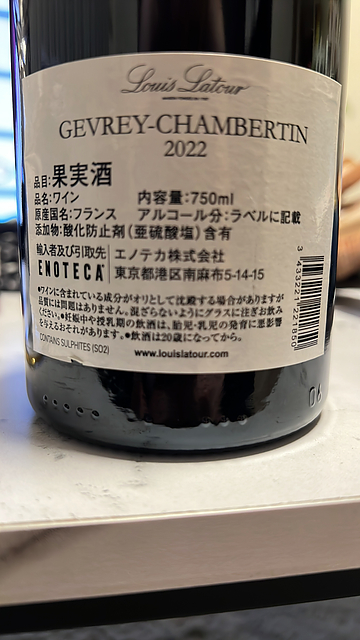 Louis Latour
GEVREY-CHAMBERTIN
2022
品目:果実酒
品名:ワイン 内容量:750ml
原産国名:フランス アルコール分:ラベルに記載
添加物:酸化防止剤(亜硫酸塩)含有
輸入者及び引取先 エノテカ株式会社
ENOTECA 東京都港区南麻布5-14-15
●ワインに含まれている成分がオリとして沈殿する場合がありますが
品質には問題はありません。混ざらないようにグラスに注ぎお飲み
ください。●妊娠中や授乳期の飲酒は、胎児・乳児の発育に悪影響
を与えるおそれがあります。●飲酒は20歳になってから。
CONTAINS SULPHITES (SO2)
www.louislatour.com